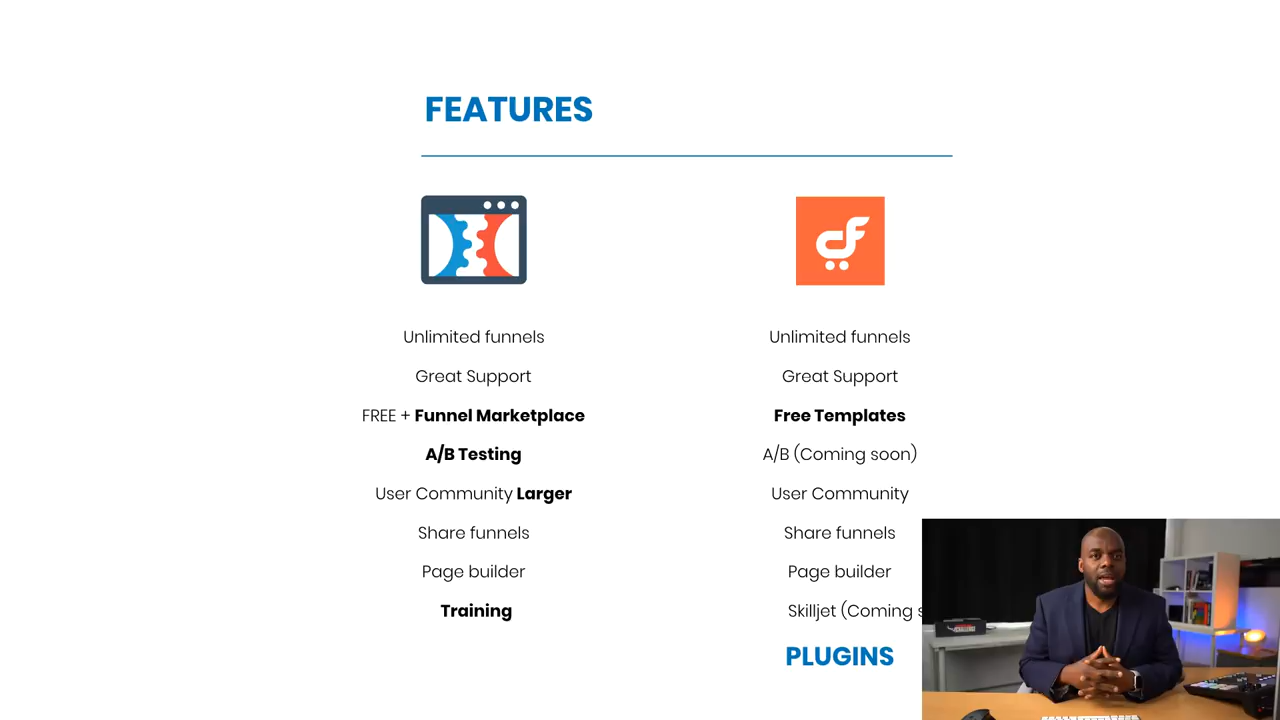 FEATURES
Unlimited funnels
Great Support
FREE + Funnel Marketplace
A/B Testing
User Community Larger
Share funnels
Page builder
Training
Unlimited funnels
Great Support
Free Templates
A/B (Coming soon)
User Community
Share funnels
Page builder
Skilljet (Coming s
PLUGINS